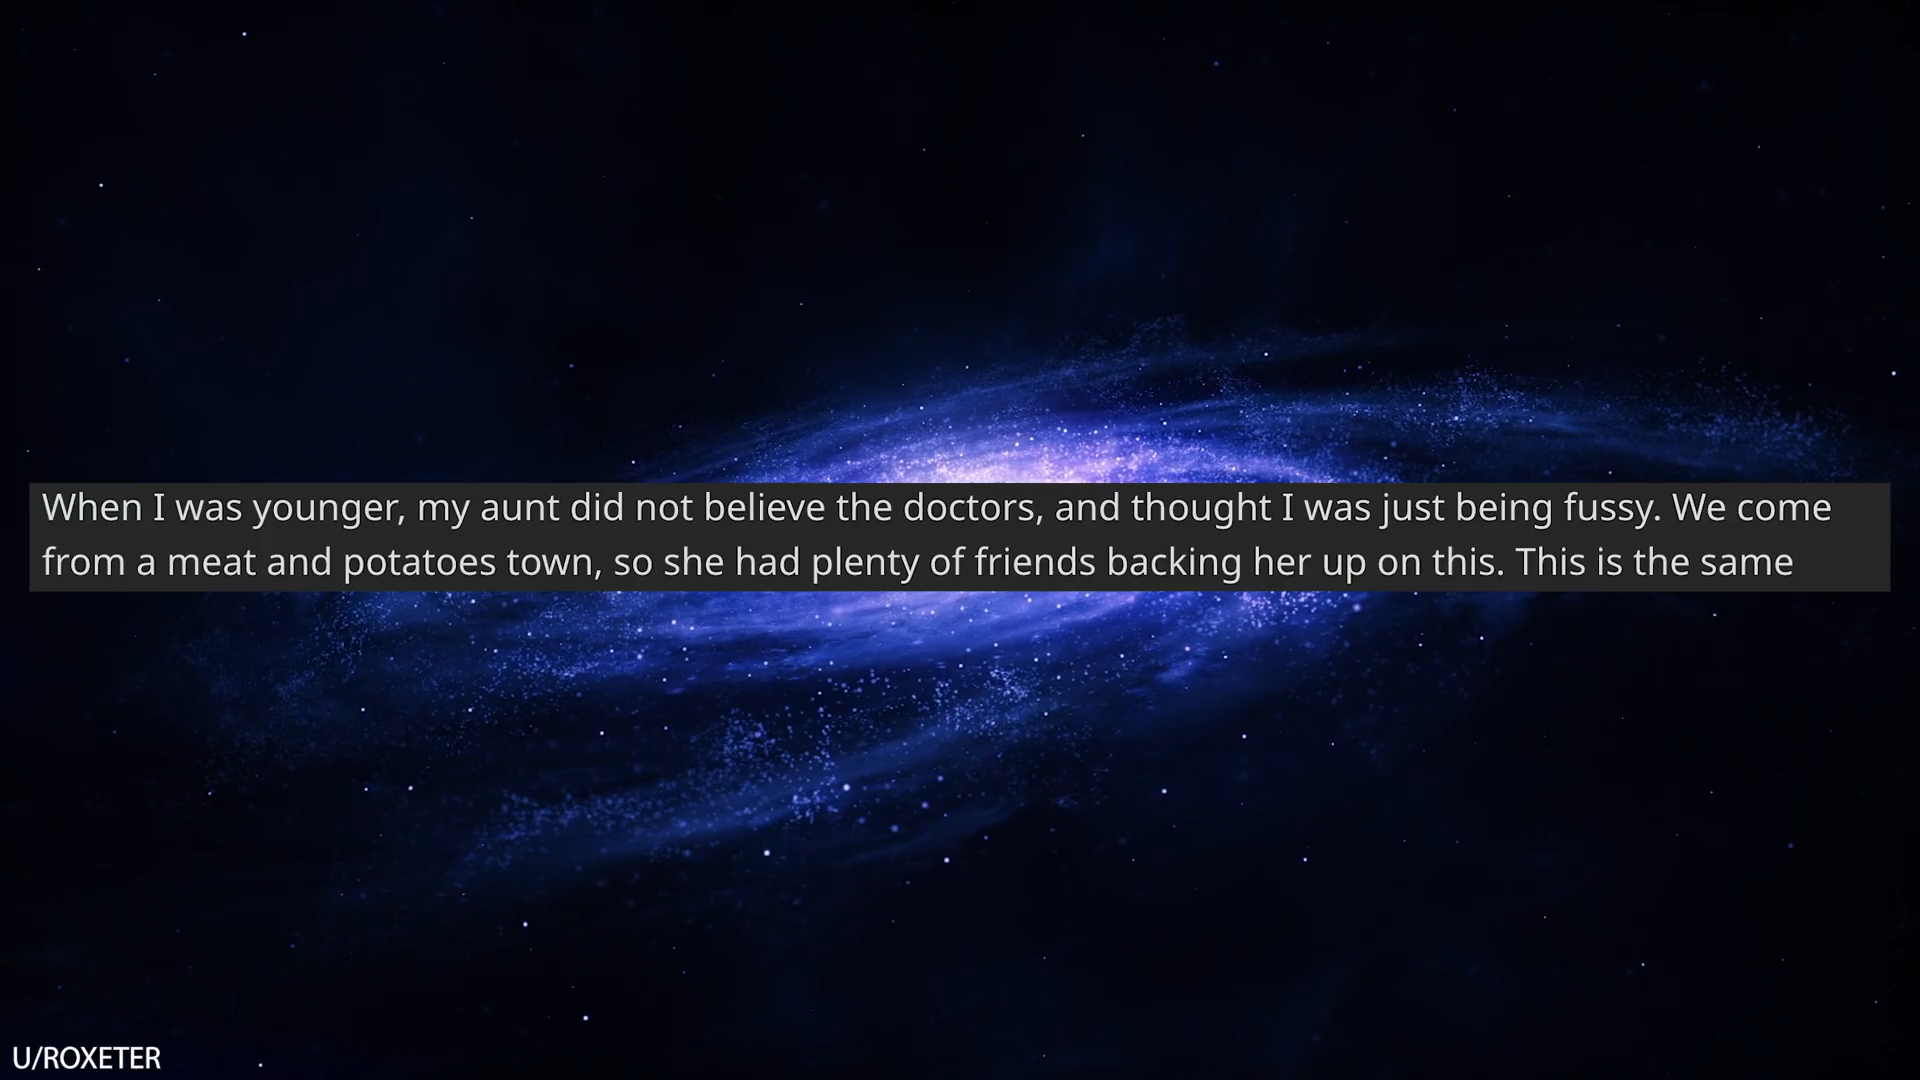 When I was younger, my aunt did not believe the doctors, and thought I was just being fussy. We come
from a meat and potatoes town, so she had plenty of friends backing her up on this. This is the same
U/ROXETER